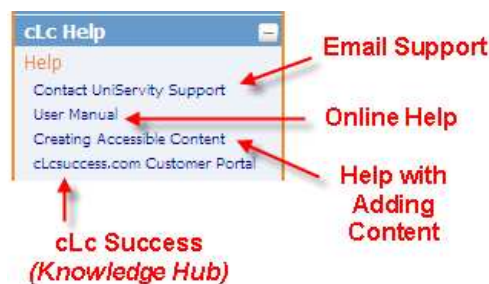 cLc Help
Help
Contact UniServity Support
User Manual
Creating Accessible Content
cLcsuccess.com Customer Portal
Email Support
Online Help
Help with
Adding
Content
cLc Success
(Knowledge Hub)